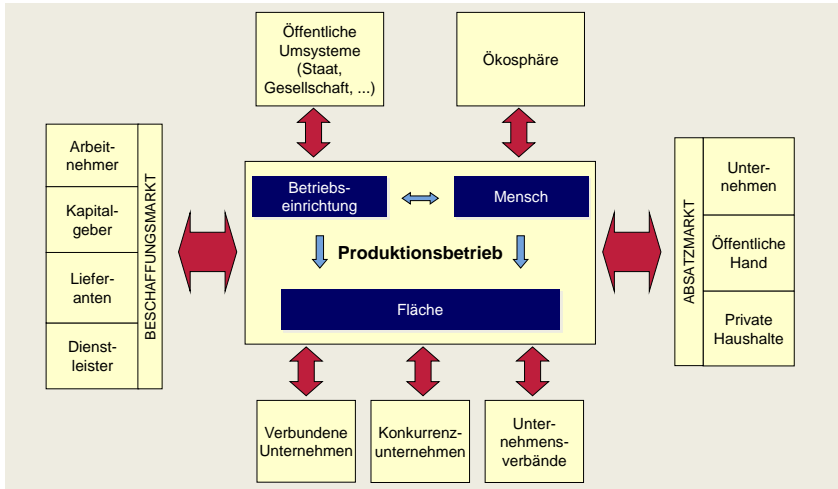 Öffentliche
Umsysteme
(Staat,
Gesellschaft, ...)
Ökosphäre
Arbeit-
nehmer
Kapital-
geber
Liefer-
anten
Dienst-
leister
BESCHAFFUNGSMARKT
Betriebs-
einrichtung
Mensch
Produktionsbetrieb
Fläche
ABSATZMARKT
Unter-
nehmen
Öffentliche
Hand
Private
Haushalte
Verbundene
Unternehmen
Konkurrenz-
unternehmen
Unter-
nehmens-
verbände